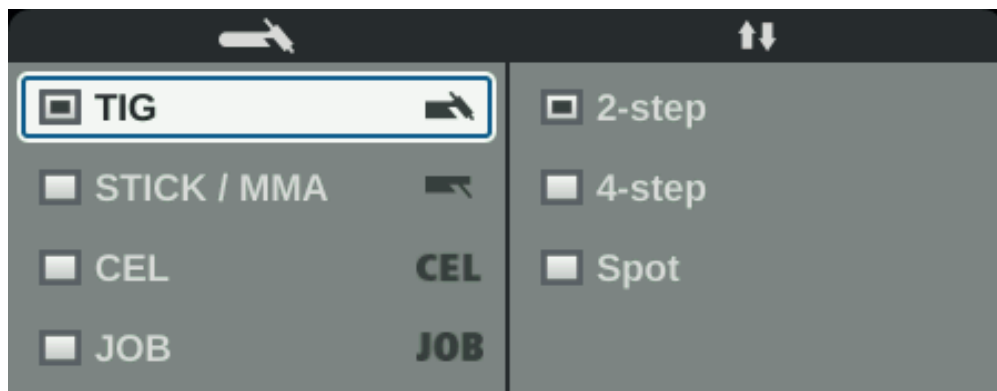 TIG
STICK / MMA
CEL CEL
JOB JOB
2-step
4-step
Spot